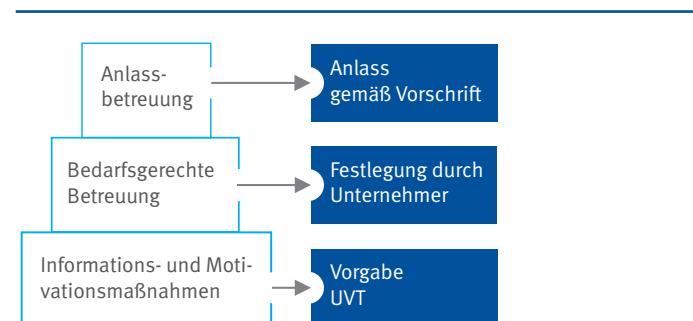 Anlass-
betreuung
Anlass
gemäß Vorschrift
Bedarfsgerechte
Betreuung
Festlegung durch
Unternehmer
Informations- und Moti-
vationsmaßnahmen
Vorgabe
UVT